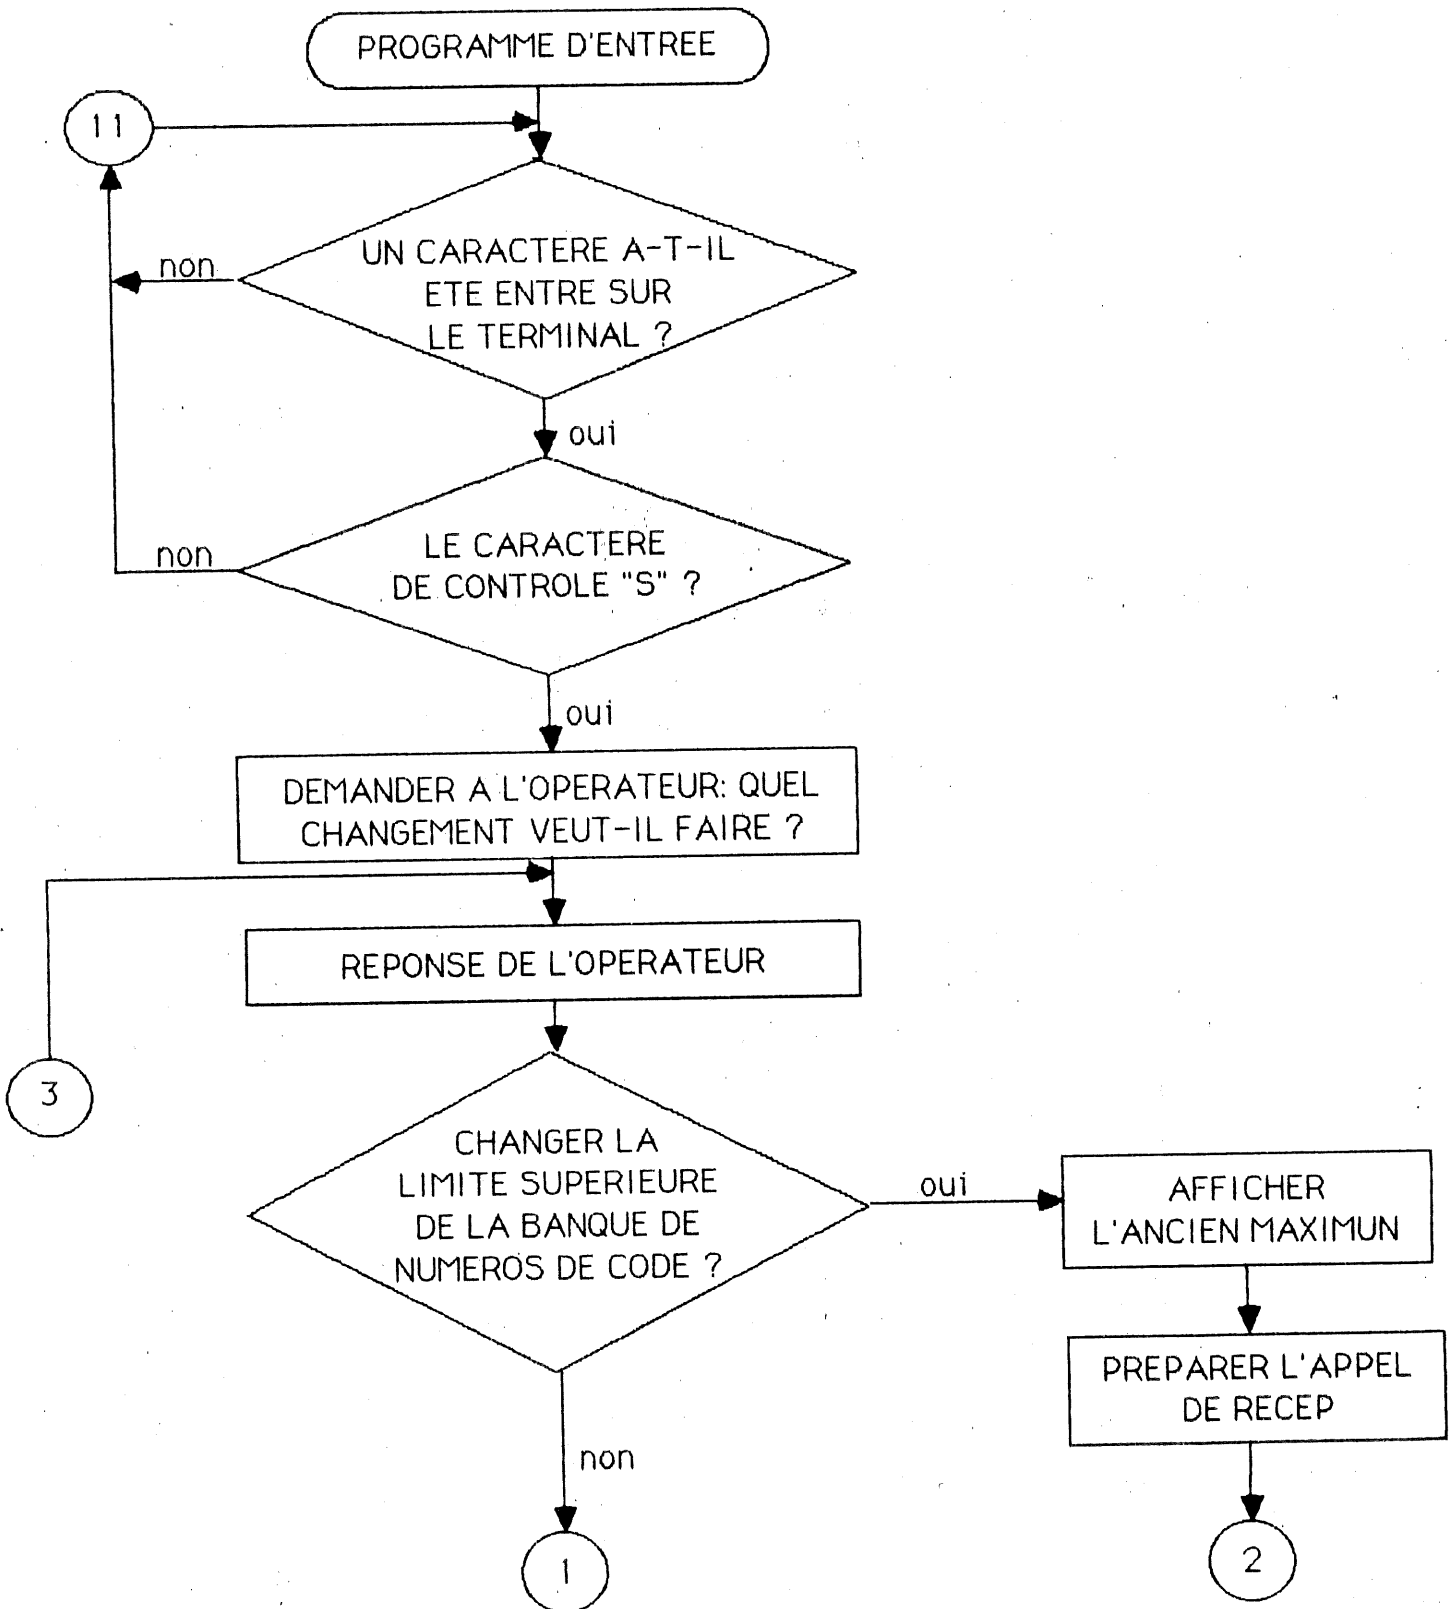 PROGRAMME D'ENTREE
11
UN CARACTERE A-T-IL
ETE ENTRE SUR
LE TERMINAL ?
non
oui
LE CARACTERE
DE CONTROLE "S" ?
non
oui
DEMANDER A L'OPERATEUR: QUEL
CHANGEMENT VEUT-IL FAIRE ?
REPONSE DE L'OPERATEUR
3
CHANGER LA
LIMITE SUPERIEURE
DE LA BANQUE DE
NUMEROS DE CODE ?
oui
AFFICHER
L'ANCIEN MAXIMUN
PREPARER L'APPEL
DE RECEP
non
1
2